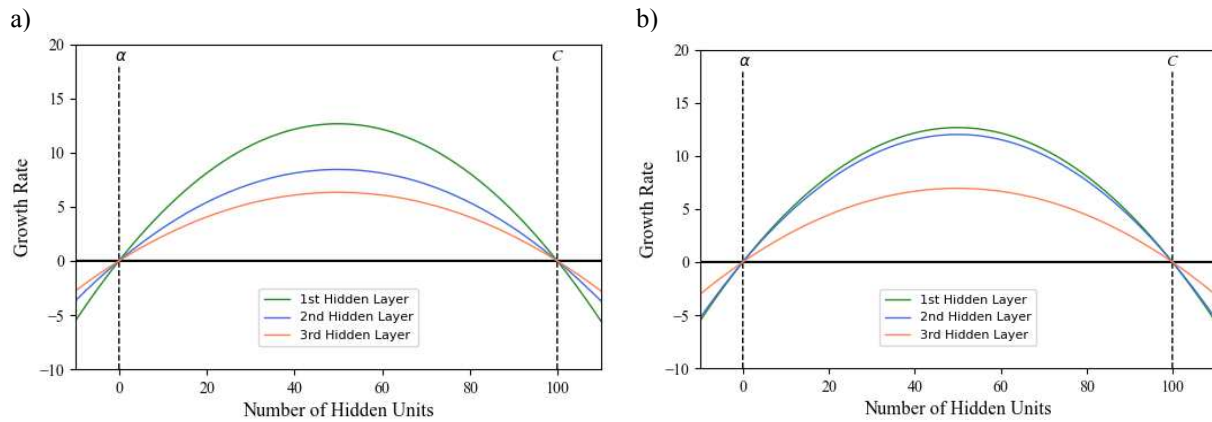 a)
20
15
10
5
0
−5
−10
Growth Rate
α
C
1st Hidden Layer
2nd Hidden Layer
3rd Hidden Layer
0 20 40 60 80 100
Number of Hidden Units
b)
20
15
10
5
0
−5
−10
Growth Rate
α
C
1st Hidden Layer
2nd Hidden Layer
3rd Hidden Layer
0 20 40 60 80 100
Number of Hidden Units